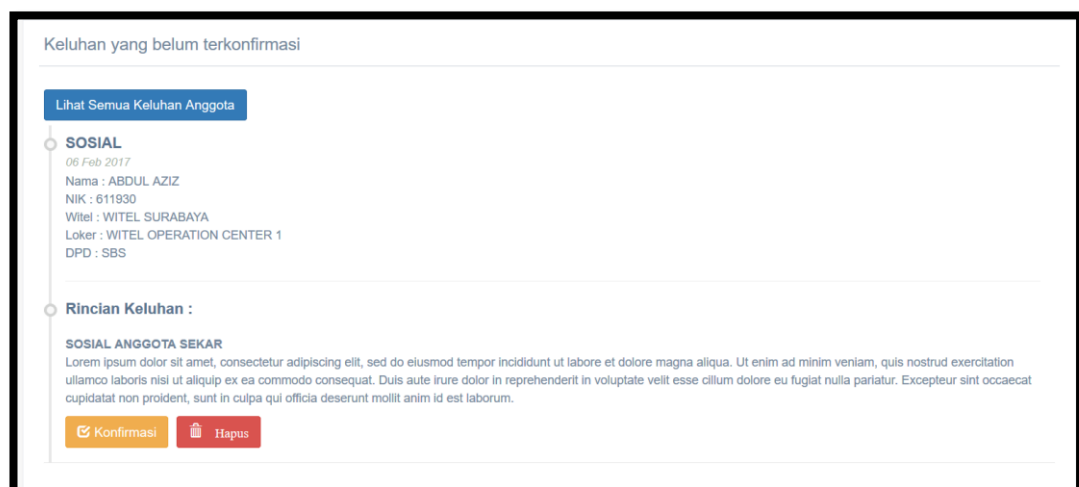 Keluhan yang belum terkonfirmasi
Lihat Semua Keluhan Anggota
SOSIAL
06 Feb 2017
Nama : ABDUL AZIZ
NIK : 611930
Witel : WITEL SURABAYA
Loker : WITEL OPERATION CENTER 1
DPD : SBS
Rincian Keluhan :
SOSIAL ANGGOTA SEKAR
Lorem ipsum dolor sit amet, consectetur adipiscing elit, sed do eiusmod tempor incididunt ut labore et dolore magna aliqua. Ut enim ad minim veniam, quis nostrud exercitation
ullamco laboris nisi ut aliquip ex ea commodo consequat. Duis aute irure dolor in reprehenderit in voluptate velit esse cillum dolore eu fugiat nulla pariatur. Excepteur sint occaecat
cupidatat non proident, sunt in culpa qui officia deserunt mollit anim id est laborum.
Konfirmasi Hapus